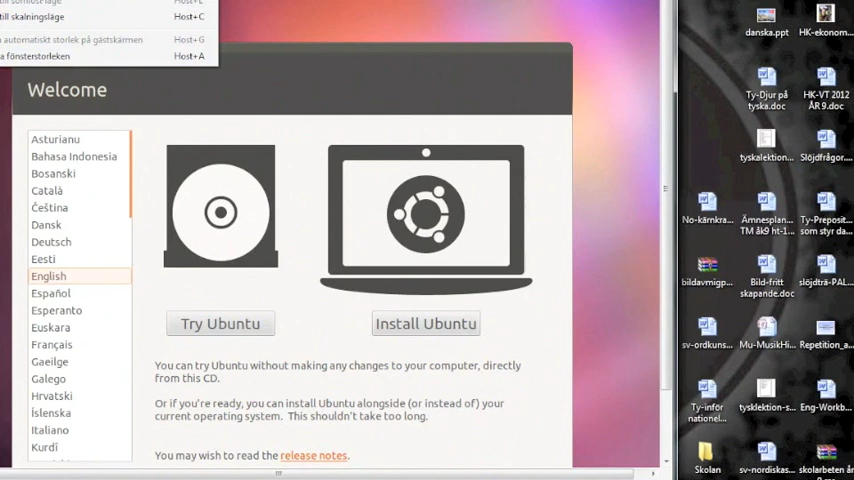 till sömlöst läge Host+L
till skalningsläge Host+C
automatiskt storlek på gästskärmen Host+G
a fönsterstorleken Host+A
Welcome
Asturianu
Bahasa Indonesia
Bosanski
Català
Čeština
Dansk
Deutsch
Eesti
English
Español
Esperanto
Euskara
Français
Gaeilge
Galego
Hrvatski
Íslenska
Italiano
Kurdî
Try Ubuntu
Install Ubuntu
You can try Ubuntu without making any changes to your computer, directly
from this CD.
Or if you're ready, you can install Ubuntu alongside (or instead of) your
current operating system. This shouldn't take too long.
You may wish to read the release notes.
danska.ppt
HK-ekonom...
Ty-Djur på
tyska.doc
HK-VT 2012
ÅR 9.doc
tyskalektion...
Slöjdfrågor...
No-kärnkra...
Ämnesplan...
TM åk9 ht-1...
Ty-Preposit...
som styr da...
bildavmigp...
Bild-fritt
skapande.doc
slöjdträ-PAL...
sv-ordkuns...
Mu-MusikHi...
Repetition_a...
Ty-inför
nationel...
tysklektion-s...
Eng-Workb...
Skolan
sv-nordiskas...
skolarbeten år